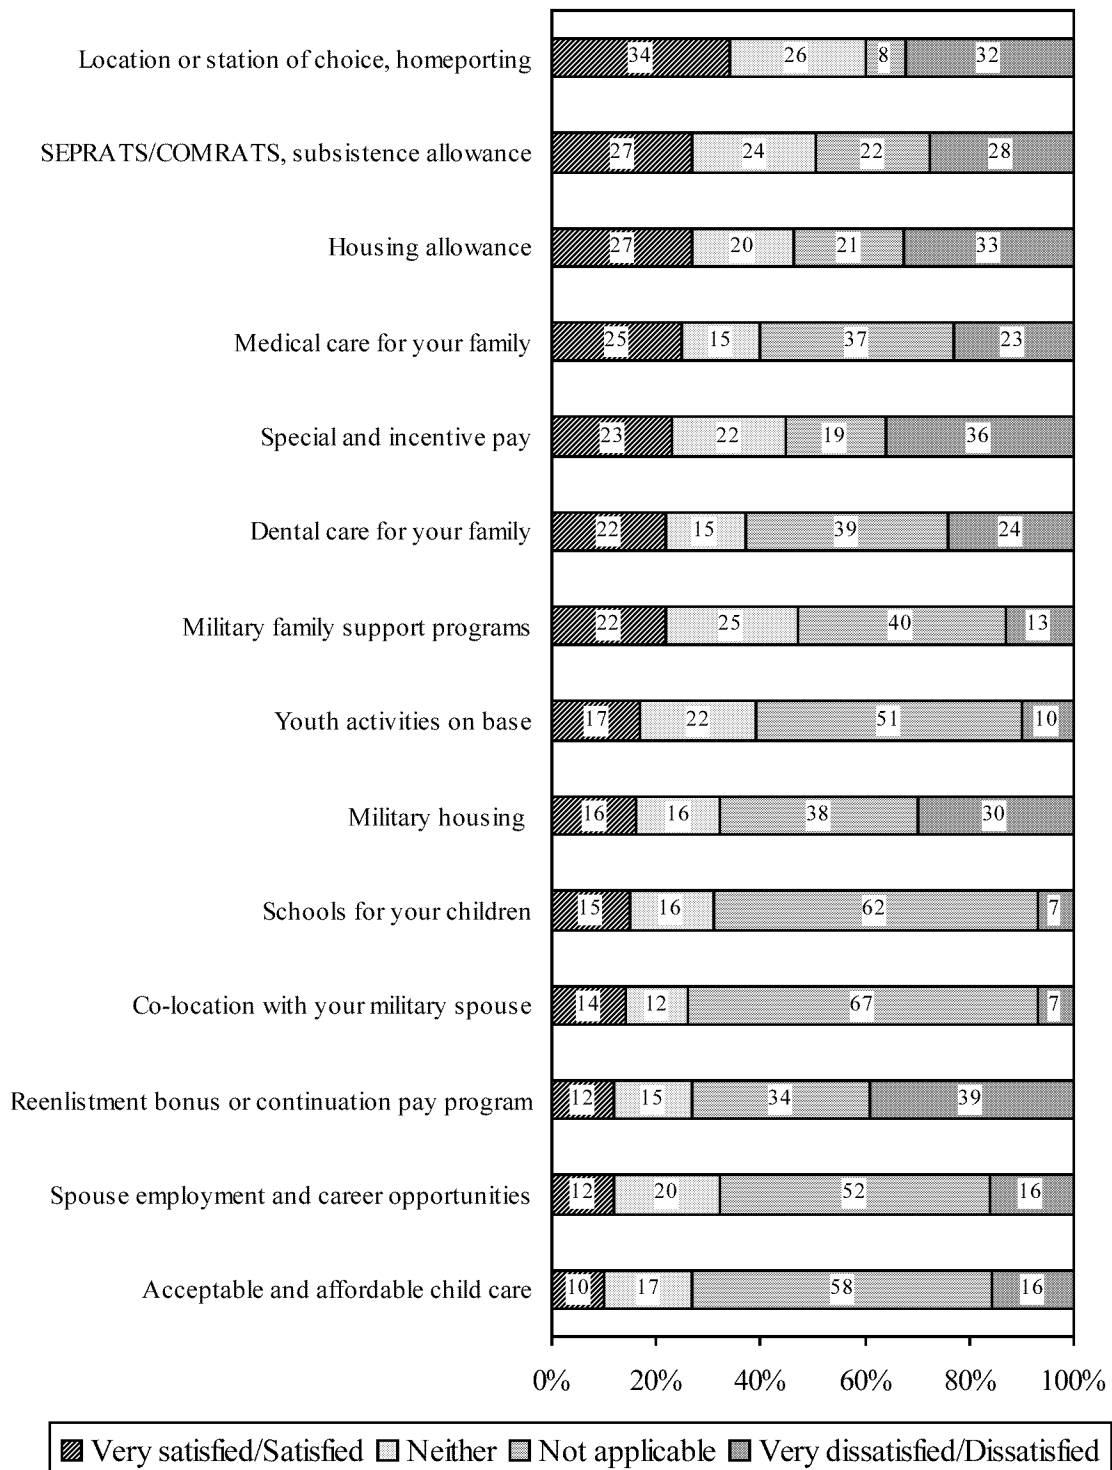 Location or station of choice, homeporting 34 26 8 32
SEPRATS/COMRATS, subsistence allowance 27 24 22 28
Housing allowance 27 20 21 33
Medical care for your family 25 15 37 23
Special and incentive pay 23 22 19 36
Dental care for your family 22 15 39 24
Military family support programs 22 25 40 13
Youth activities on base 17 22 51 10
Military housing 16 16 38 30
Schools for your children 15 16 62 7
Co-location with your military spouse 14 12 67 7
Reenlistment bonus or continuation pay program 12 15 34 39
Spouse employment and career opportunities 12 20 52 16
Acceptable and affordable child care 10 17 58 16
0% 20% 40% 60% 80% 100%
Very satisfied/Satisfied Neither Not applicable Very dissatisfied/Dissatisfied